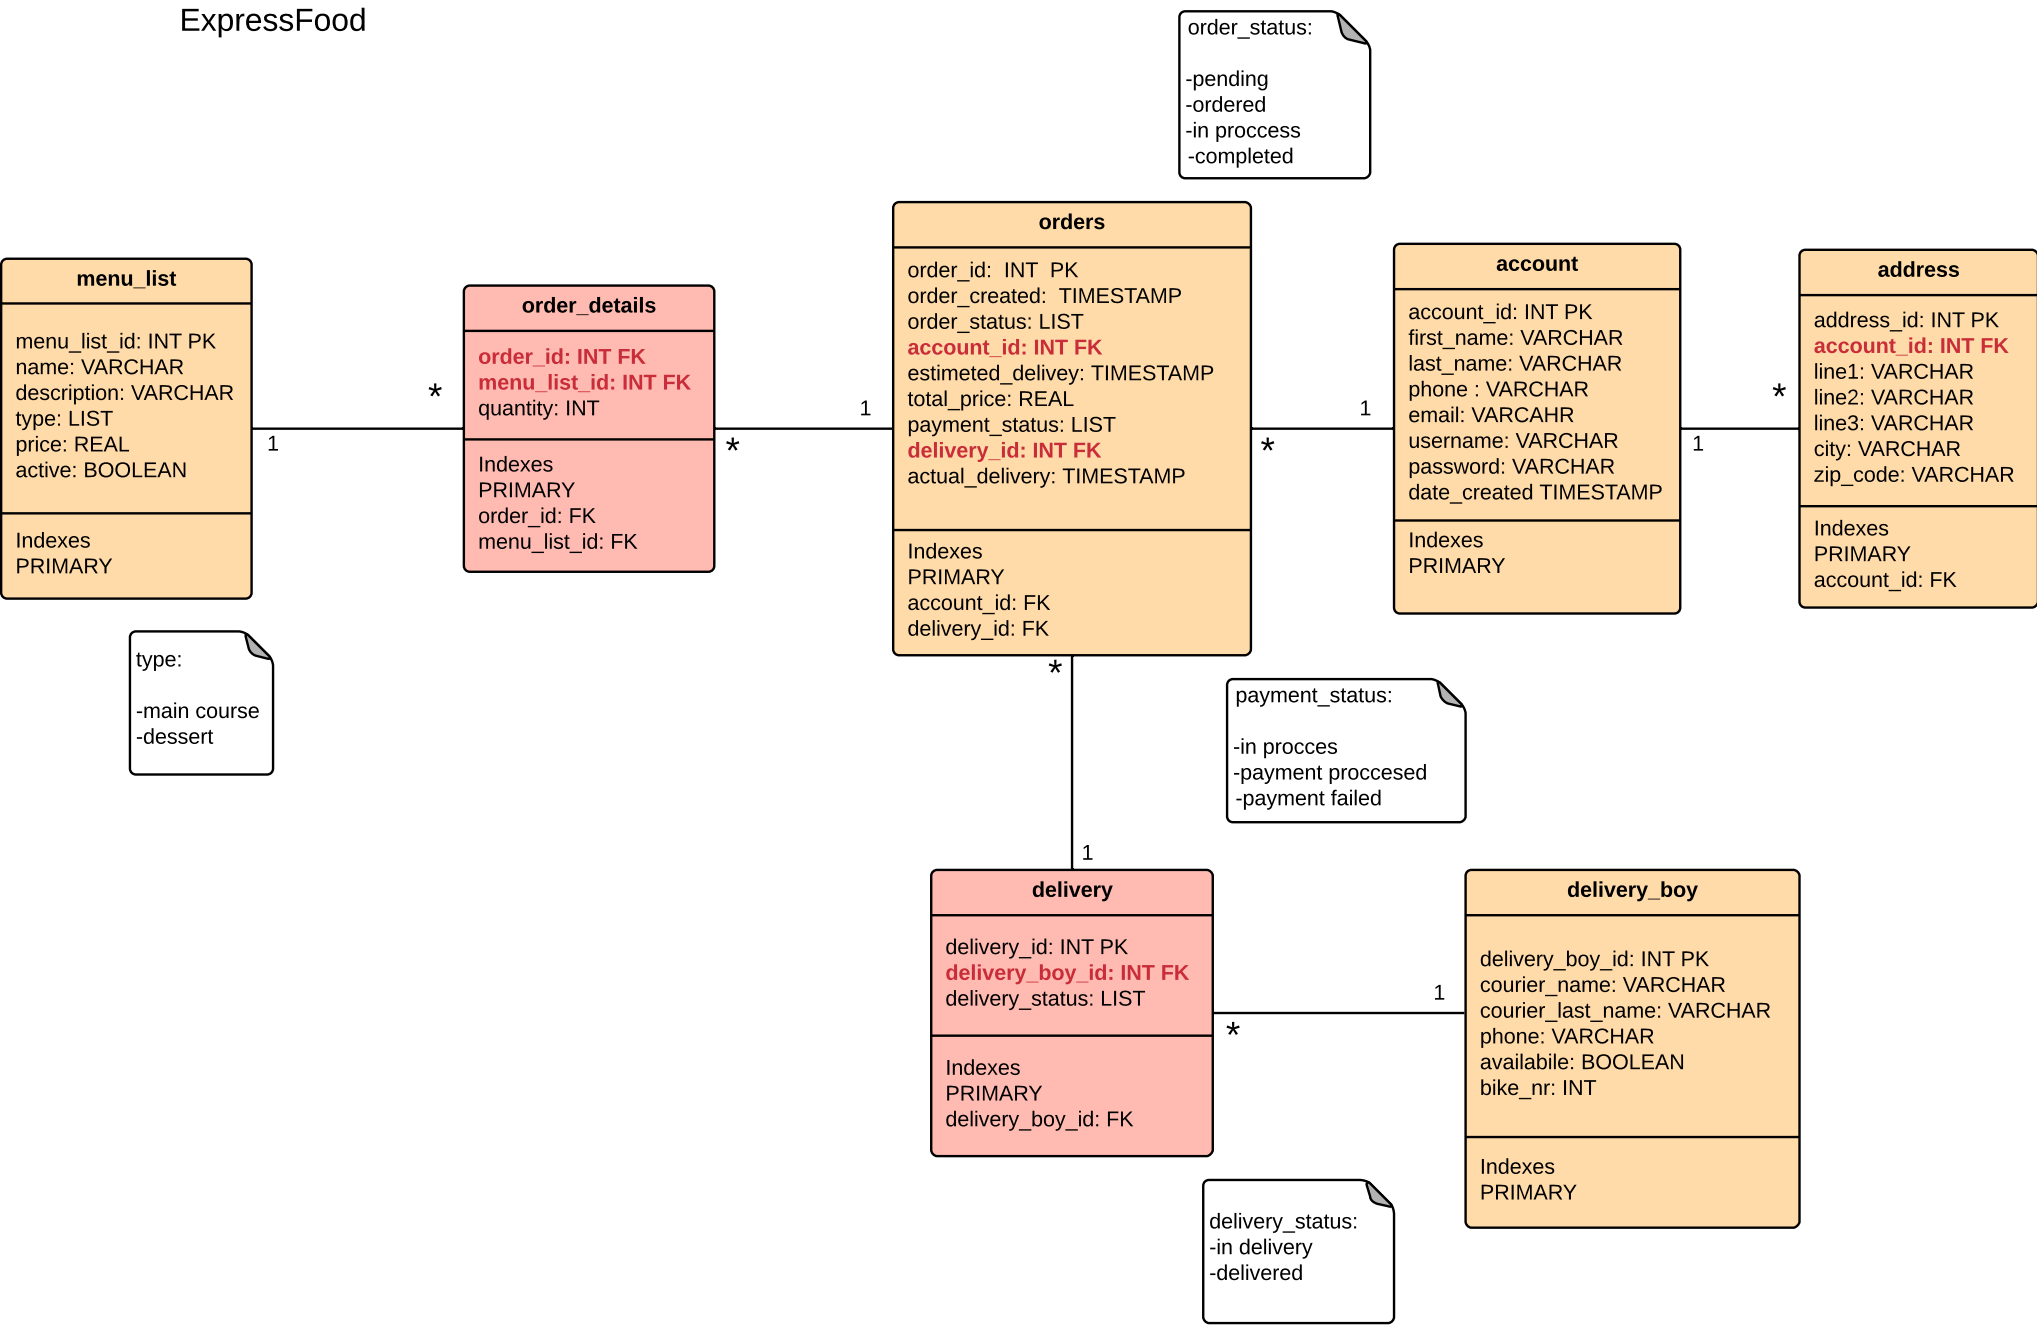 ExpressFood
order_status:
-pending
-ordered
-in proccess
-completed
menu_list
menu_list_id: INT PK
name: VARCHAR
description: VARCHAR
type: LIST
price: REAL
active: BOOLEAN
Indexes
PRIMARY
1
*
order_details
order_id: INT FK
menu_list_id: INT FK
quantity: INT
Indexes
PRIMARY
order_id: FK
menu_list_id: FK
*
1
orders
order_id:  INT  PK
order_created:  TIMESTAMP
order_status: LIST
account_id: INT FK
estimeted_delivey: TIMESTAMP
total_price: REAL
payment_status: LIST
delivery_id: INT FK
actual_delivery: TIMESTAMP
Indexes
PRIMARY
account_id: FK
delivery_id: FK
*
1
account
account_id: INT PK
first_name: VARCHAR
last_name: VARCHAR
phone : VARCHAR
email: VARCAHR
username: VARCHAR
password: VARCHAR
date_created TIMESTAMP
Indexes
PRIMARY
1
*
address
address_id: INT PK
account_id: INT FK
line1: VARCHAR
line2: VARCHAR
line3: VARCHAR
city: VARCHAR
zip_code: VARCHAR
Indexes
PRIMARY
account_id: FK
type:
-main course
-dessert
*
1
payment_status:
-in procces
-payment proccesed
-payment failed
delivery
delivery_id: INT PK
delivery_boy_id: INT FK
delivery_status: LIST
Indexes
PRIMARY
delivery_boy_id: FK
*
1
delivery_boy
delivery_boy_id: INT PK
courier_name: VARCHAR
courier_last_name: VARCHAR
phone: VARCHAR
availabile: BOOLEAN
bike_nr: INT
Indexes
PRIMARY
delivery_status:
-in delivery
-delivered